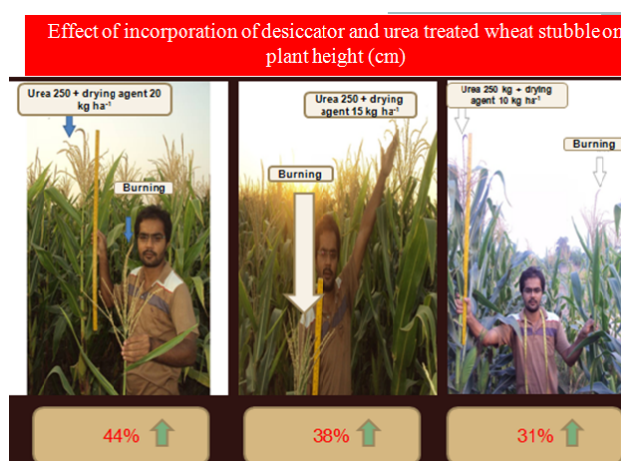 Effect of incorporation of desiccator and urea treated wheat stubble on
plant height (cm)
Urea 250 + drying agent 20
kg ha⁻¹
Burning
Urea 250 + drying
agent 15 kg ha⁻¹
Burning
Urea 250 kg + drying
agent 10 kg ha⁻¹
Burning
44%
38%
31%